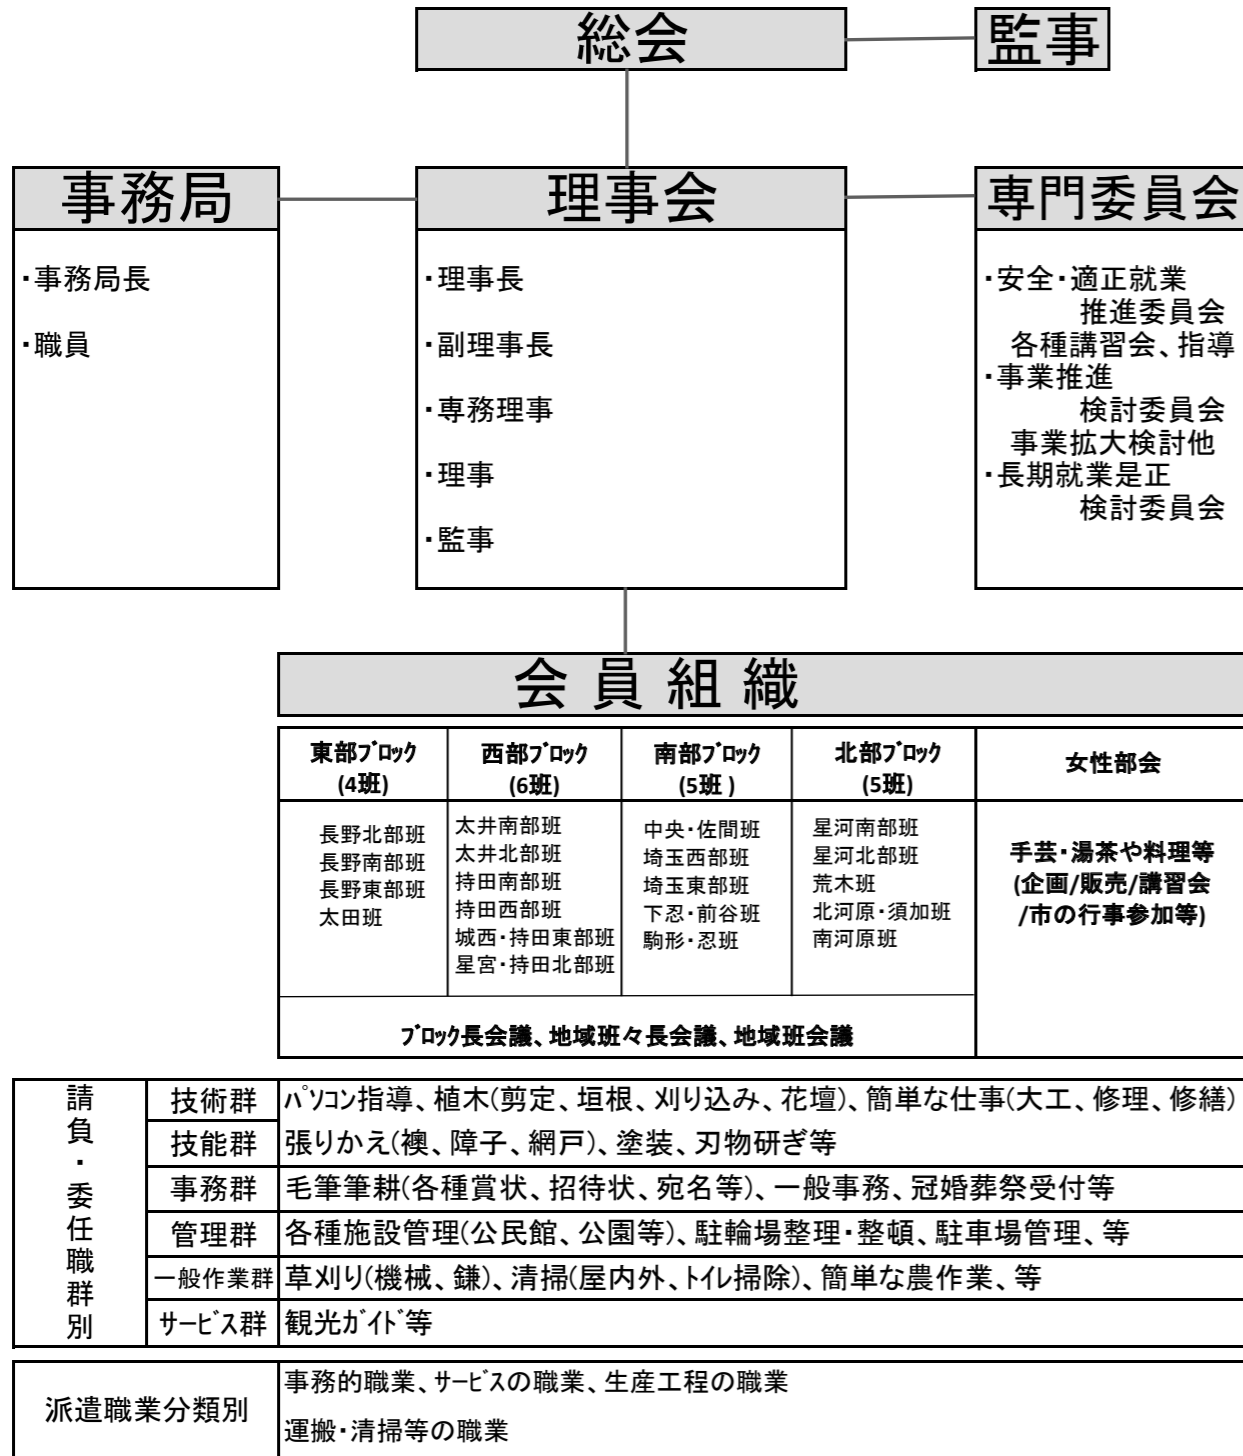 総会
監事
事務局
・事務局長
・職員
理事会
・理事長
・副理事長
・専務理事
・理事
・監事
専門委員会
・安全・適正就業
推進委員会
各種講習会、指導
・事業推進
検討委員会
事業拡大検討他
・長期就業是正
検討委員会
会員組織
東部ﾌﾞﾛｯｸ
(4班)
西部ﾌﾞﾛｯｸ
(6班)
南部ﾌﾞﾛｯｸ
(5班 )
北部ﾌﾞﾛｯｸ
(5班)
女性部会
長野北部班
長野南部班
長野東部班
太田班
太井南部班
太井北部班
持田南部班
持田西部班
城西・持田東部班
星宮・持田北部班
中央・佐間班
埼玉西部班
埼玉東部班
下忍・前谷班
駒形・忍班
星河南部班
星河北部班
荒木班
北河原・須加班
南河原班
手芸・湯茶や料理等
(企画/販売/講習会
/市の行事参加等)
ﾌﾞﾛｯｸ長会議、地域班々長会議、地域班会議
請負・委任職群別
技術群
ﾊﾟｿｺﾝ指導、植木(剪定、垣根、刈り込み、花壇)、簡単な仕事(大工、修理、修繕)
技能群
張りかえ(襖、障子、網戸)、塗装、刃物研ぎ等
事務群
毛筆筆耕(各種賞状、招待状、宛名等)、一般事務、冠婚葬祭受付等
管理群
各種施設管理(公民館、公園等)、駐輪場整理・整頓、駐車場管理、等
一般作業群
草刈り(機械、鎌)、清掃(屋内外、ﾄｲﾚ掃除)、簡単な農作業、等
ｻｰﾋﾞｽ群
観光ｶﾞｲﾄﾞ等
派遣職業分類別
事務的職業、ｻｰﾋﾞｽの職業、生産工程の職業
運搬・清掃等の職業